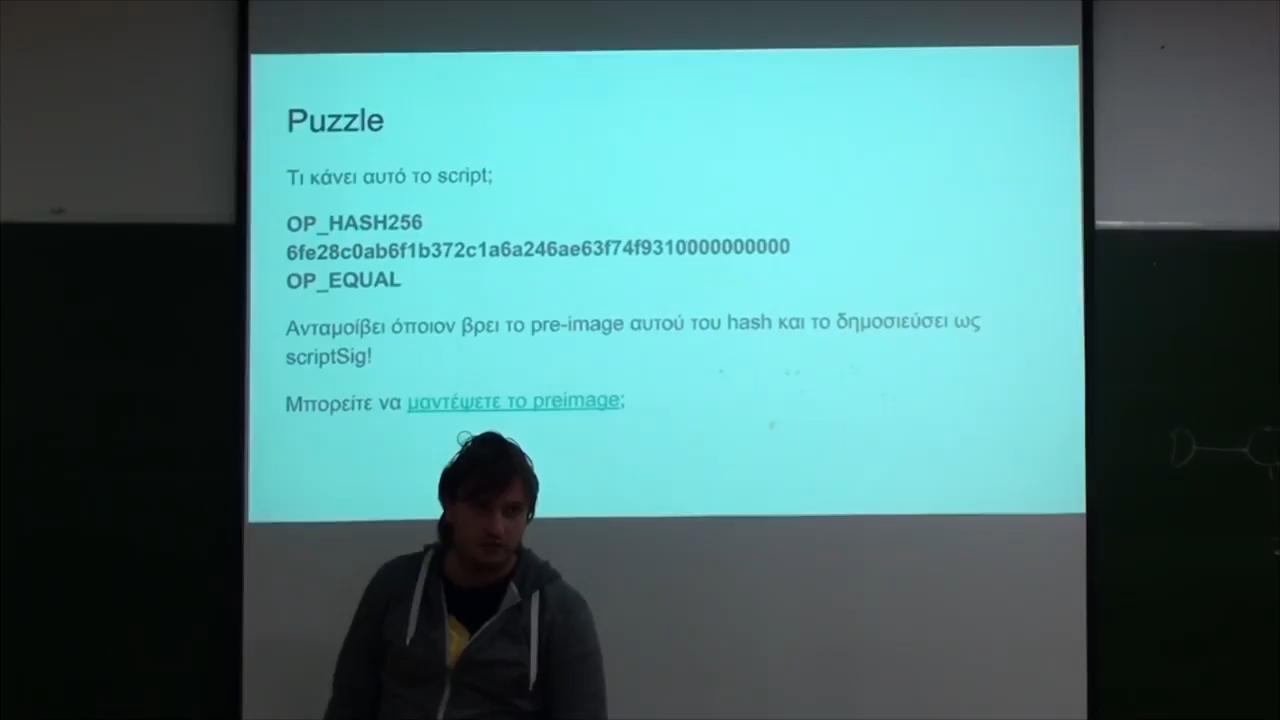 Puzzle
Τι κάνει αυτό το script;
OP_HASH256
6fe28c0ab6f1b372c1a6a246ae63f74f9310000000000
OP_EQUAL
Ανταμοίβει όποιον βρει το pre-image αυτού του hash και το δημοσιεύσει ως
scriptSig!
Μπορείτε να μαντέψετε το preimage;